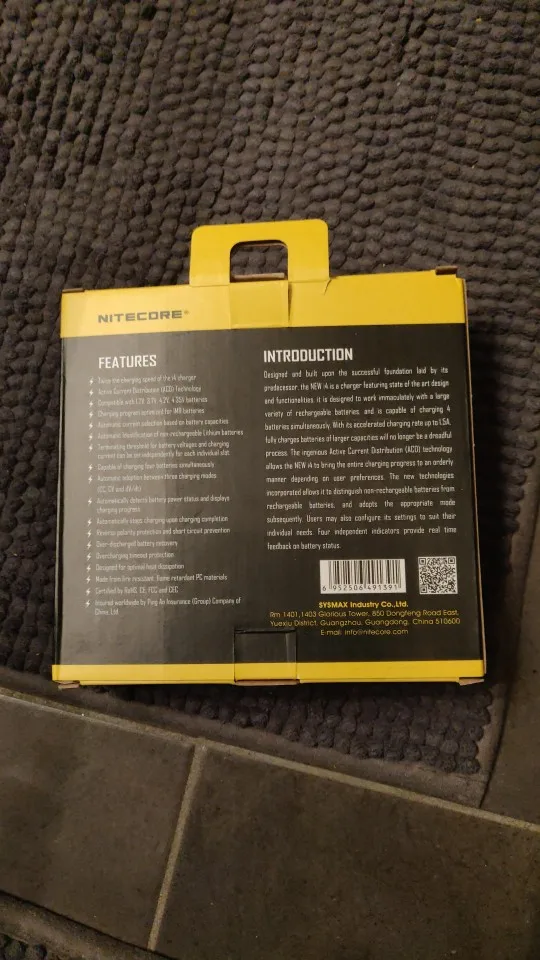 NITECORE®
FEATURES
Twice the charging speed of the i4 charger
Active Current Distribution (ACD) Technology
Compatible with 1.2V, 3.7V, 4.2V, 4.35V batteries
Charging program optimized for IMR batteries
Automatic current selection based on battery capacities
Automatic identification of non-rechargeable Lithium batteries
Terminating threshold for battery voltages and charging
current can be set independently for each individual slot
Capable of charging four batteries simultaneously
Automatic adaption between three charging modes
(CC, CV and dV/dt)
Automatically detects battery power status and displays
charging progress
Automatically stops charging upon charging completion
Reverse polarity protection and short circuit prevention
Over-discharged battery recovery
Overcharging timeout protection
Designed for optimal heat dissipation
Made from fire resistant, flame retardant PC materials
Certified by RoHS, CE, FCC and CEC
Insured worldwide by Ping An Insurance (Group) Company of
China, Ltd.
INTRODUCTION
Designed and built upon the successful foundation laid by its
predecessor, the NEW i4 is a charger featuring state of the art design
and functionalities, it is designed to work immaculately with a large
variety of rechargeable batteries, and is capable of charging 4
batteries simultaneously. With its accelerated charging rate up to 1.5A,
fully charges batteries of larger capacities will no longer be a dreadful
process. The ingenious Active Current Distribution (ACD) technology
allows the NEW i4 to bring the entire charging progress to an orderly
manner depending on user preferences. The new technologies
incorporated allows it to distinguish non-rechargeable batteries from
rechargeable batteries, and adopts the appropriate mode
subsequently. Users may also configure its settings to suit their
individual needs. Four independent indicators provide real time
feedback on battery status.
6 952506 491391
SYSMAX Industry Co.,Ltd.
Rm 1401,1403 Glorious Tower, 850 Dongfeng Road East,
Yuexiu District, Guangzhou, Guangdong, China 510600
E-mail: info@nitecore.com